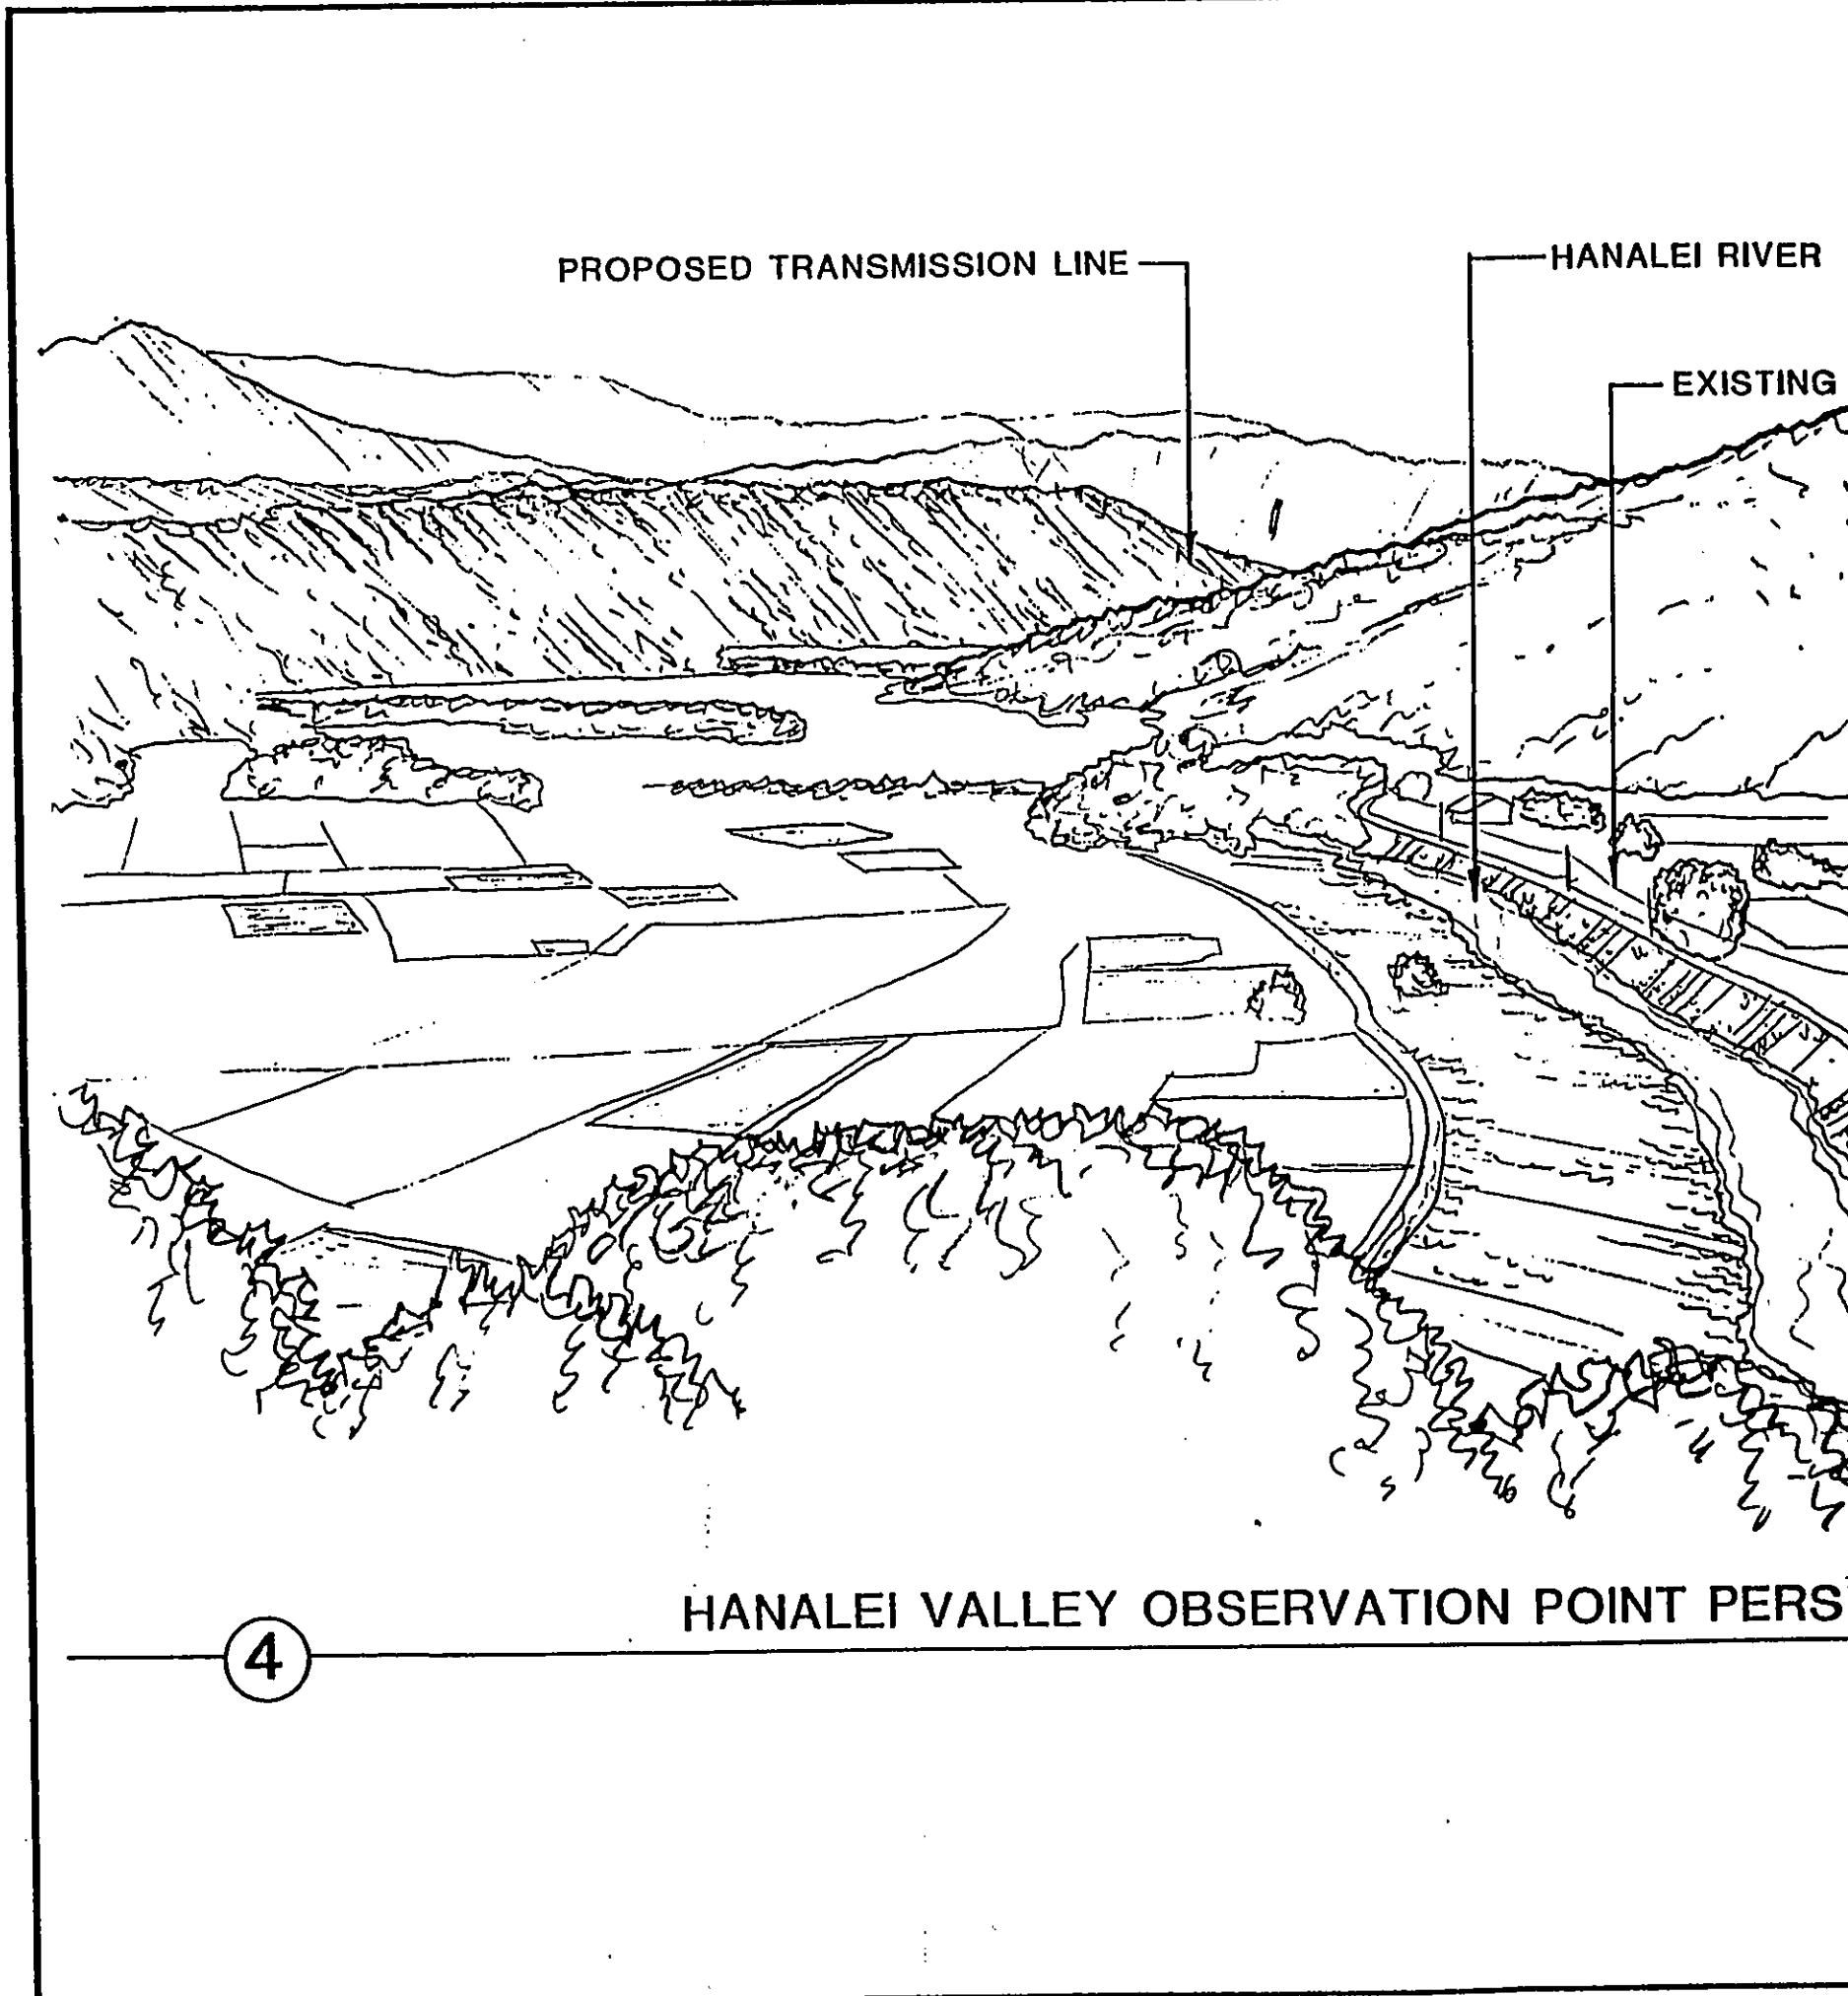 PROPOSED TRANSMISSION LINE
HANALEI RIVER
EXISTING
HANALEI VALLEY OBSERVATION POINT PERS
4